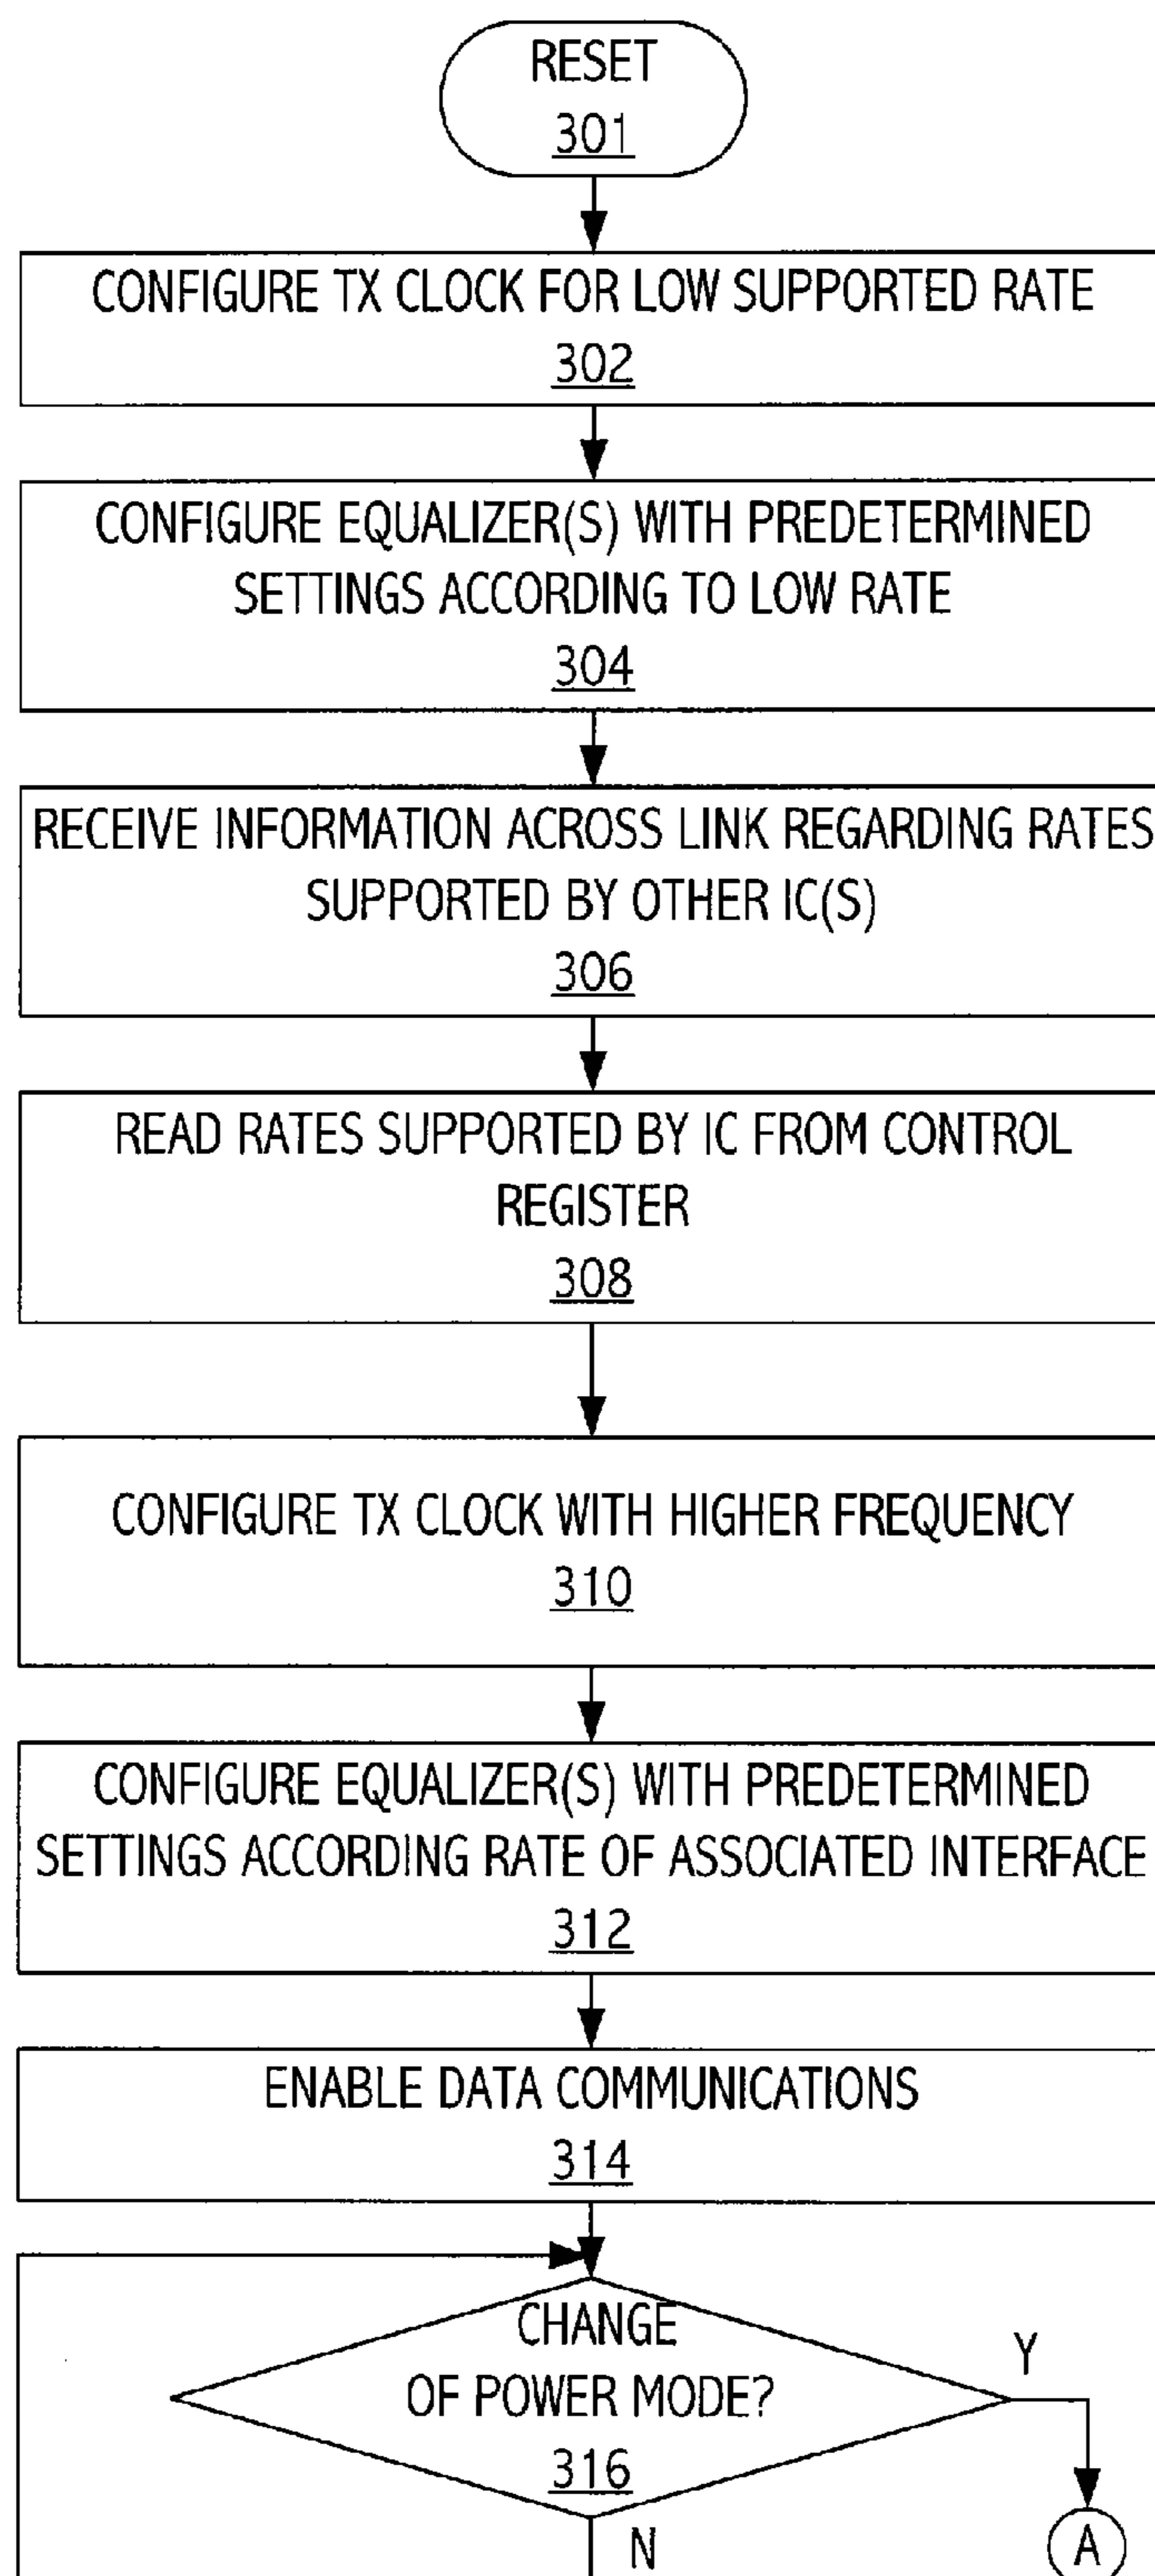 RESET
301
CONFIGURE TX CLOCK FOR LOW SUPPORTED RATE
302
CONFIGURE EQUALIZER(S) WITH PREDETERMINED
SETTINGS ACCORDING TO LOW RATE
304
RECEIVE INFORMATION ACROSS LINK REGARDING RATES
SUPPORTED BY OTHER IC(S)
306
READ RATES SUPPORTED BY IC FROM CONTROL
REGISTER
308
CONFIGURE TX CLOCK WITH HIGHER FREQUENCY
310
CONFIGURE EQUALIZER(S) WITH PREDETERMINED
SETTINGS ACCORDING RATE OF ASSOCIATED INTERFACE
312
ENABLE DATA COMMUNICATIONS
314
CHANGE
OF POWER MODE?
316
Y
N
A